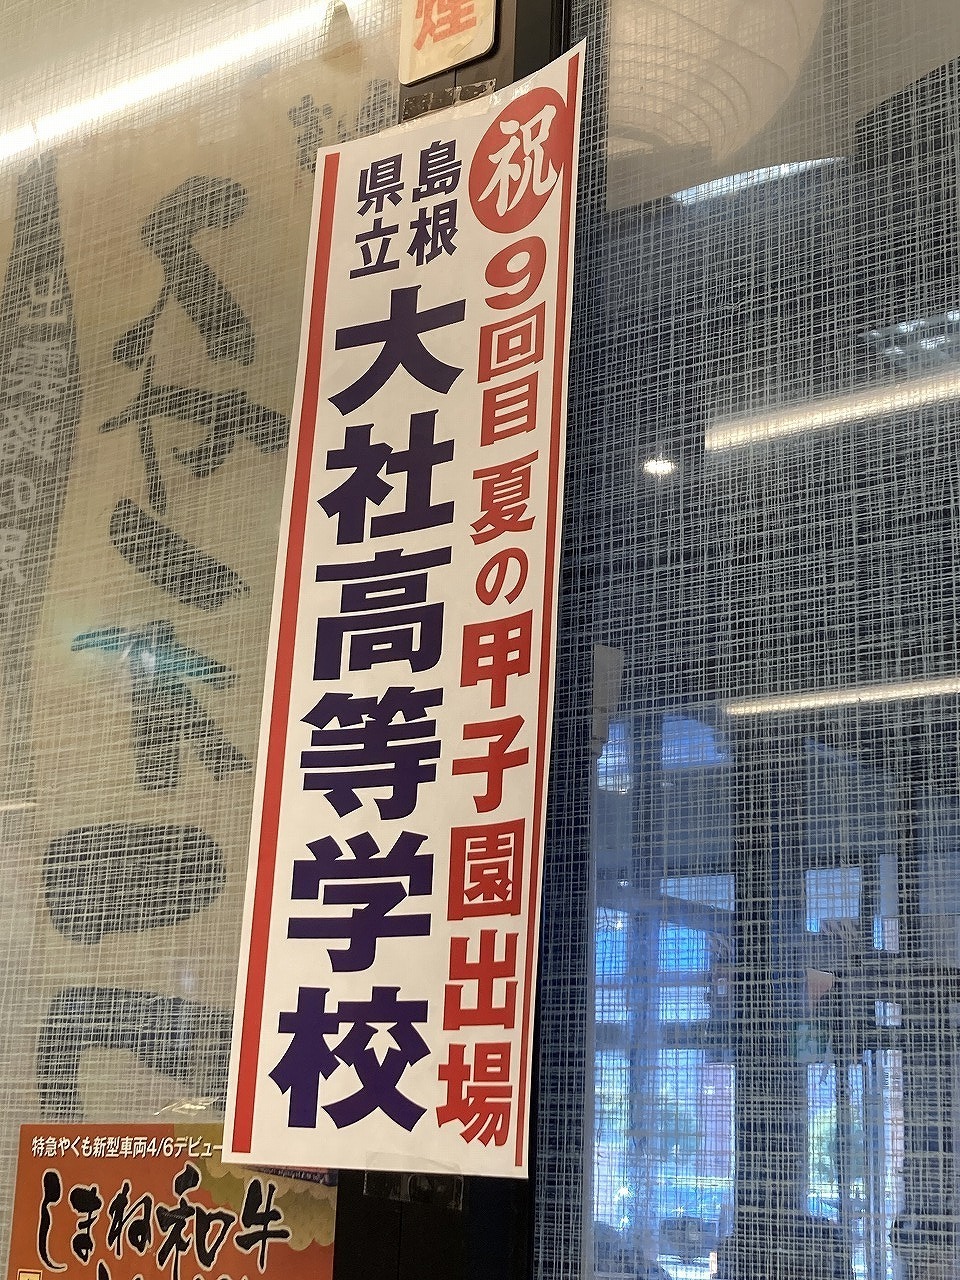 煙
祝 9回目 夏の甲子園出場
島根
県立
大社高等学校
特急やくも新型車両4/6デビュー
しまね和牛